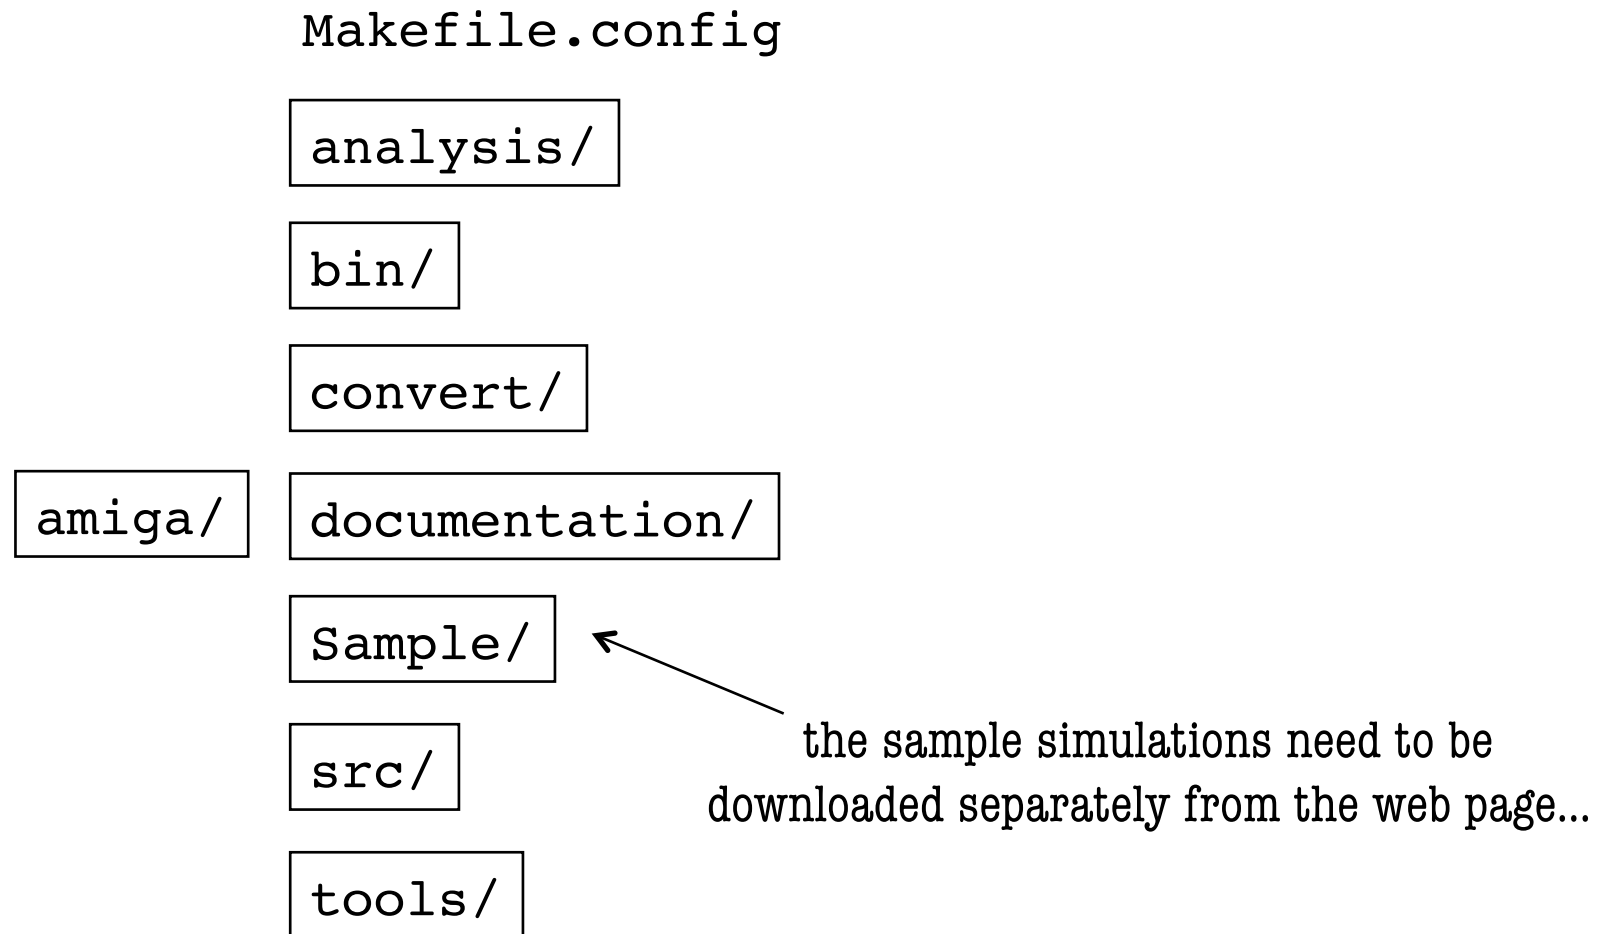 Makefile.config
analysis/
bin/
convert/
amiga/
documentation/
Sample/
the sample simulations need to be
downloaded separately from the web page...
src/
tools/